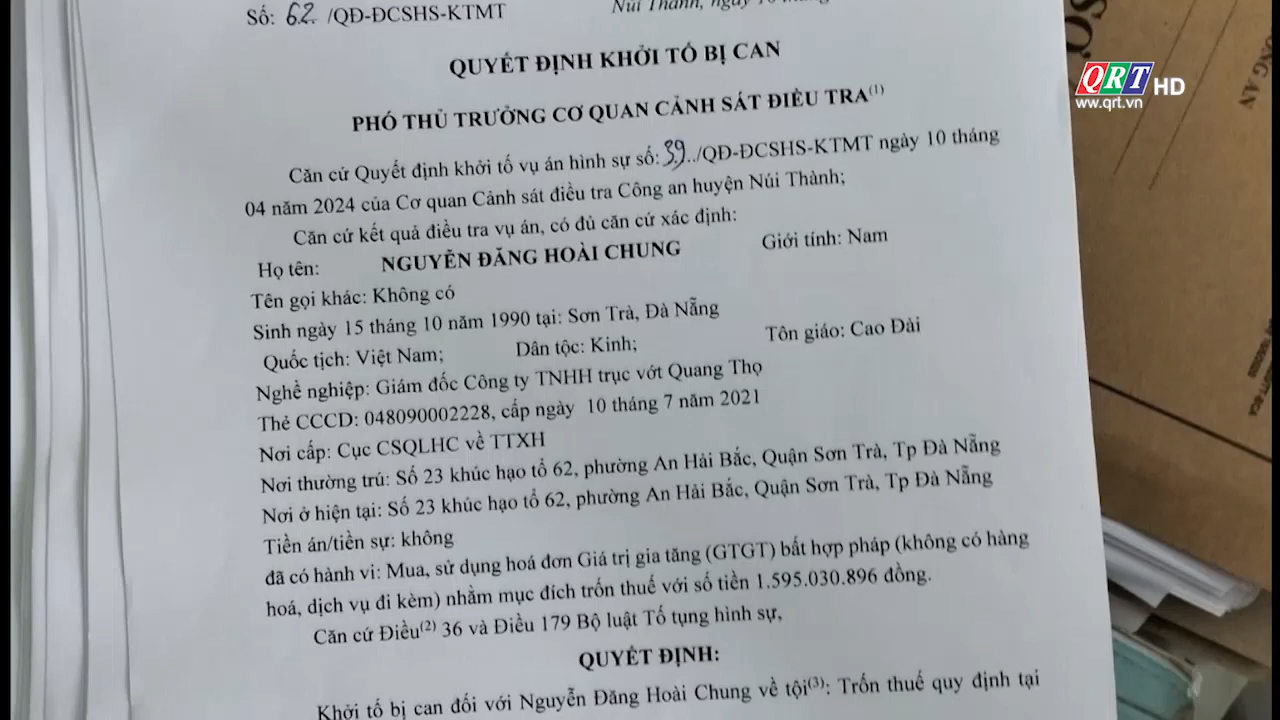 Số: 62. /QĐ-ĐCSHS-KTMT
Núi Thành, ngày 10 tháng
QUYẾT ĐỊNH KHỞI TỐ BỊ CAN
PHÓ THỦ TRƯỞNG CƠ QUAN CẢNH SÁT ĐIỀU TRA(1)
Căn cứ Quyết định khởi tố vụ án hình sự số: 39../QĐ-ĐCSHS-KTMT ngày 10 tháng
04 năm 2024 của Cơ quan Cảnh sát điều tra Công an huyện Núi Thành;
Căn cứ kết quả điều tra vụ án, có đủ căn cứ xác định:
Họ tên: NGUYỄN ĐĂNG HOÀI CHUNG Giới tính: Nam
Tên gọi khác: Không có
Sinh ngày 15 tháng 10 năm 1990 tại: Sơn Trà, Đà Nẵng
Quốc tịch: Việt Nam; Dân tộc: Kinh; Tôn giáo: Cao Đài
Nghề nghiệp: Giám đốc Công ty TNHH trục vớt Quang Thọ
Thẻ CCCD: 048090002228, cấp ngày 10 tháng 7 năm 2021
Nơi cấp: Cục CSQLHC về TTXH
Nơi thường trú: Số 23 khúc hạo tổ 62, phường An Hải Bắc, Quận Sơn Trà, Tp Đà Nẵng
Nơi ở hiện tại: Số 23 khúc hạo tổ 62, phường An Hải Bắc, Quận Sơn Trà, Tp Đà Nẵng
Tiền án/tiền sự: không
đã có hành vi: Mua, sử dụng hoá đơn Giá trị gia tăng (GTGT) bất hợp pháp (không có hàng
hoá, dịch vụ đi kèm) nhằm mục đích trốn thuế với số tiền 1.595.030.896 đồng.
Căn cứ Điều(2) 36 và Điều 179 Bộ luật Tố tụng hình sự,
QUYẾT ĐỊNH:
Khởi tố bị can đối với Nguyễn Đăng Hoài Chung về tội(3): Trốn thuế quy định tại
QRT HD
ww.qrt.vn